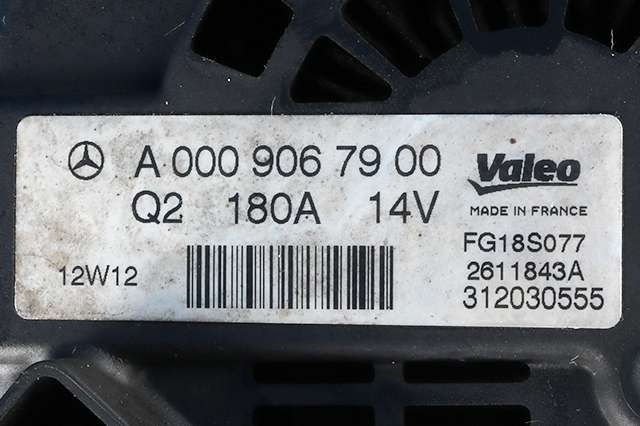 A 000 906 79 00
Q2 180A 14V
12W12
Valeo
MADE IN FRANCE
FG18S077
2611843A
312030555